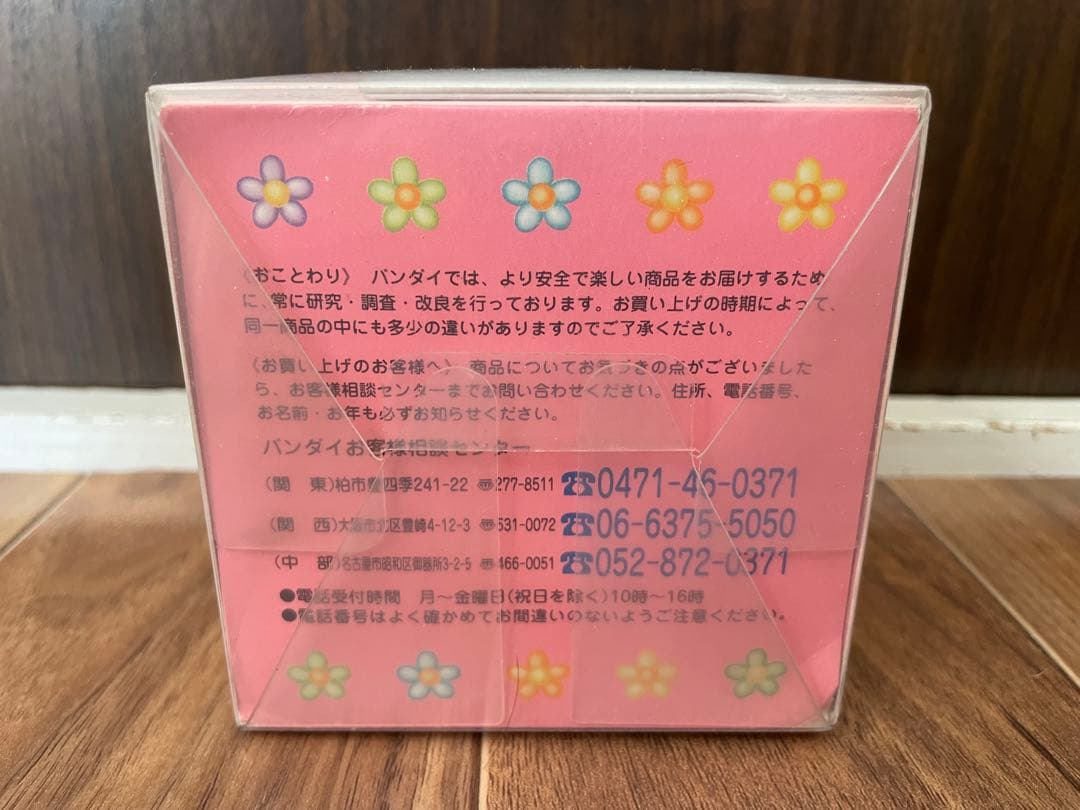 〈おことわり〉 バンダイでは、より安全で楽しい商品をお届けするため
に、常に研究・調査・改良を行っております。お買い上げの時期によって、
同一商品の中にも多少の違いがありますのでご了承ください。
〈お買い上げのお客様へ〉 商品についてお気づきの点がございました
ら、お客様相談センターまでお問い合わせください。住所、電話番号、
お名前・お年も必ずお知らせください。
バンダイお客様相談センター
(関 東)柏市豊四季241-22 〠277-8511 ☎0471-46-0371
(関 西)大阪市北区豊崎4-12-3 〠531-0072 ☎06-6375-5050
(中 部)名古屋市昭和区御器所3-2-5 〠466-0051 ☎052-872-0371
●電話受付時間 月〜金曜日(祝日を除く)10時〜16時
●電話番号はよく確かめてお間違いのないようご注意ください。